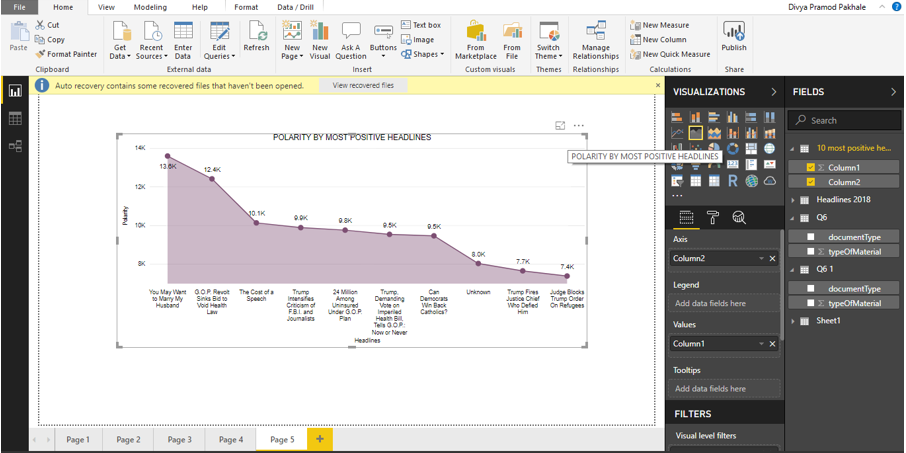 File Home View Modeling Help Format Data / Drill Divya Pramod Pakhale
Cut
Copy
Format Painter
Paste
Get Data
Recent Sources
Enter Data
Edit Queries
Refresh
New Page
New Visual
Ask A Question
Buttons
Text box
Image
Shapes
From Marketplace
From File
Switch Theme
Manage Relationships
New Measure
New Column
New Quick Measure
Publish
Clipboard External data Insert Custom visuals Themes Relationships Calculations Share
Auto recovery contains some recovered files that haven't been opened. View recovered files
POLARITY BY MOST POSITIVE HEADLINES
POLARITY BY MOST POSITIVE HEADLINES
14K
12K
10K
8K
Polarity
13.6K
12.4K
10.1K
9.9K
9.8K
9.5K
9.5K
8.0K
7.7K
7.4K
You May Want
to Marry My
Husband
G.O.P. Revolt
Sinks Bid to
Void Health
Law
The Cost of a
Speech
Trump
Intensifies
Criticism of
F.B.I. and
Journalists
24 Million
Among
Uninsured
Under G.O.P.
Plan
Trump,
Demanding
Vote on
Imperiled
Health Bill,
Tells G.O.P.:
Now or Never
Can
Democrats
Win Back
Catholics?
Unknown
Trump Fires
Justice Chief
Who Defied
Him
Judge Blocks
Trump Order
On Refugees
Headlines
Page 1 Page 2 Page 3 Page 4 Page 5 +
VISUALIZATIONS
R
Axis
Column2
Legend
Add data fields here
Values
Column1
Tooltips
Add data fields here
FILTERS
Visual level filters
FIELDS
Search
10 most positive he...
Σ Column1
Column2
Headlines 2018
Q6
documentType
Σ typeOfMaterial
Q6 1
documentType
Σ typeOfMaterial
Sheet1